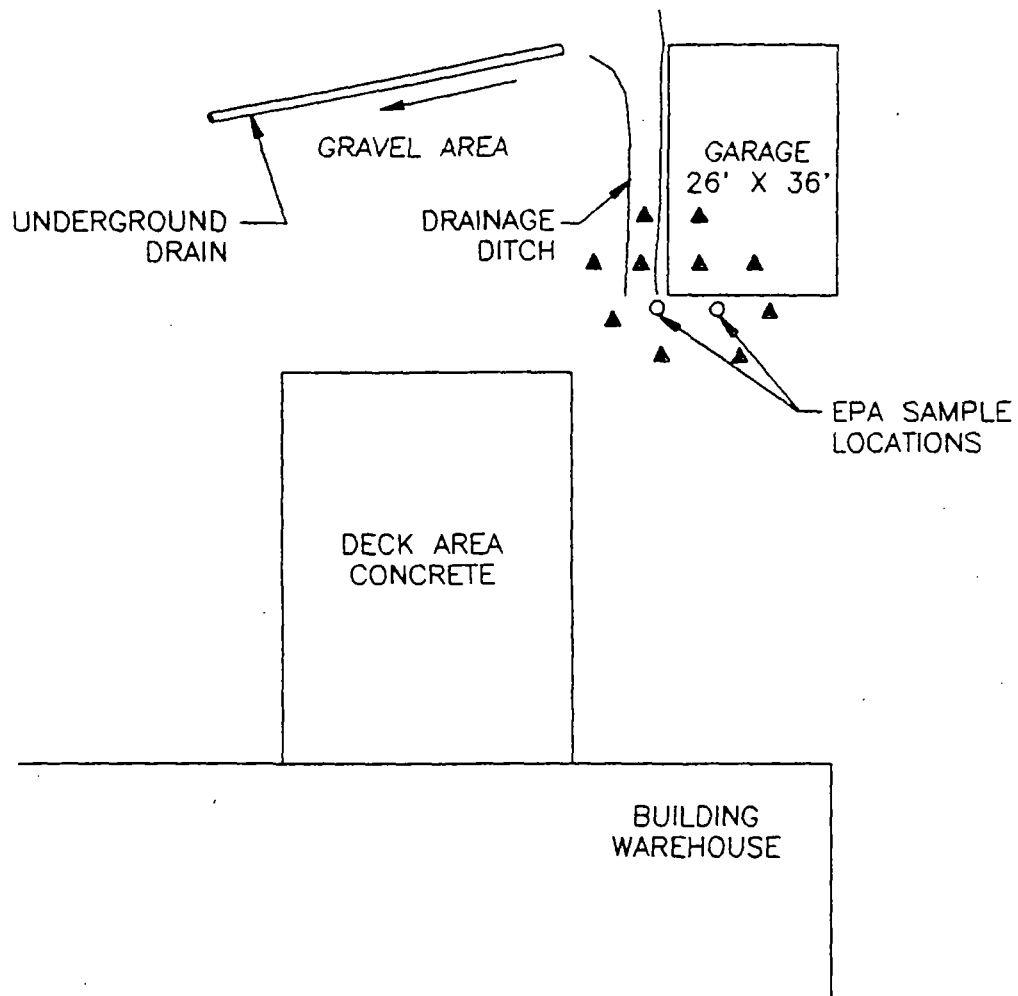 GRAVEL AREA
GARAGE
26' X 36'
UNDERGROUND
DRAIN
DRAINAGE
DITCH
EPA SAMPLE
LOCATIONS
DECK AREA
CONCRETE
BUILDING
WAREHOUSE